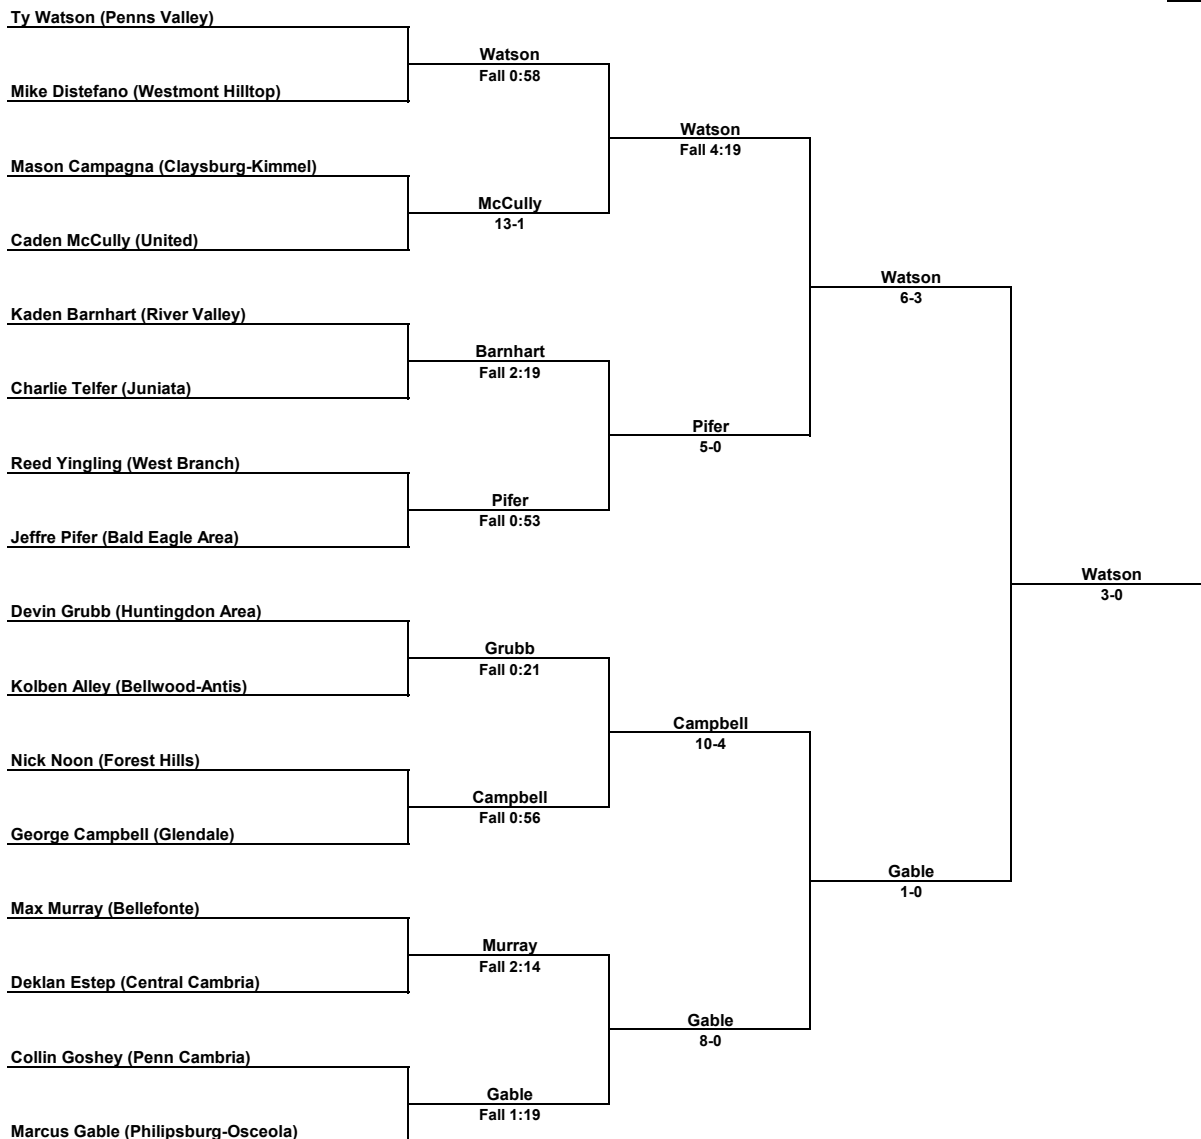 Ty Watson (Penns Valley)
Watson
Fall 0:58
Mike Distefano (Westmont Hilltop)
Watson
Fall 4:19
Mason Campagna (Claysburg-Kimmel)
McCully
13-1
Caden McCully (United)
Watson
6-3
Kaden Barnhart (River Valley)
Barnhart
Fall 2:19
Charlie Telfer (Juniata)
Pifer
5-0
Reed Yingling (West Branch)
Pifer
Fall 0:53
Jeffre Pifer (Bald Eagle Area)
Watson
3-0
Devin Grubb (Huntingdon Area)
Grubb
Fall 0:21
Kolben Alley (Bellwood-Antis)
Campbell
10-4
Nick Noon (Forest Hills)
Campbell
Fall 0:56
George Campbell (Glendale)
Gable
1-0
Max Murray (Bellefonte)
Murray
Fall 2:14
Deklan Estep (Central Cambria)
Gable
8-0
Collin Goshey (Penn Cambria)
Gable
Fall 1:19
Marcus Gable (Philipsburg-Osceola)